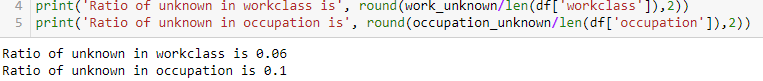 4 print('Ratio of unknown in workclass is', round(work_unknown/len(df['workclass']),2))
5 print('Ratio of unknown in occupation is', round(occupation_unknown/len(df['occupation']),2))
Ratio of unknown in workclass is 0.06
Ratio of unknown in occupation is 0.1